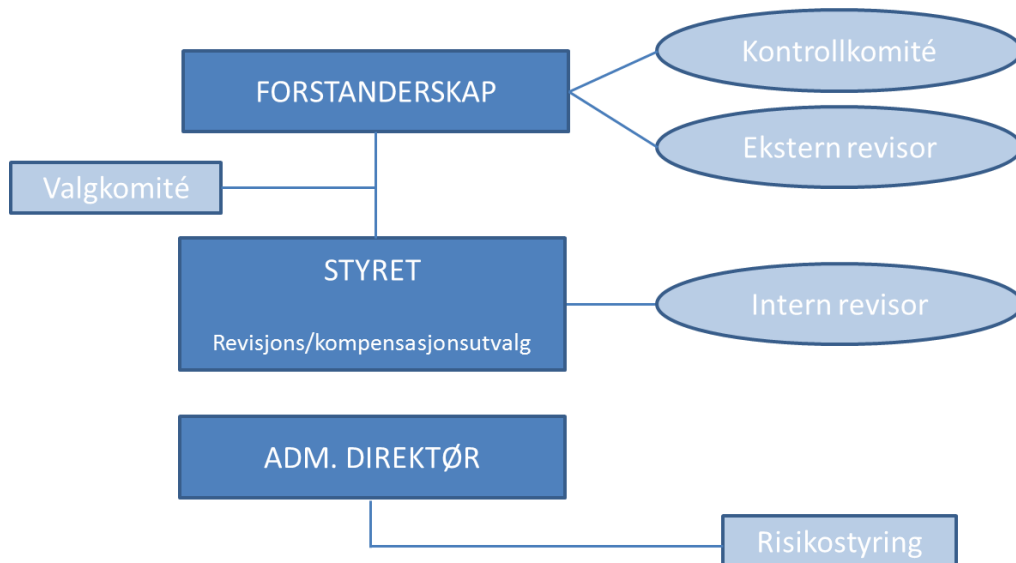 Kontrollkomité
FORSTANDERSKAP
Ekstern revisor
Valgkomité
STYRET
Revisjons/kompensasjonsutvalg
Intern revisor
ADM. DIREKTØR
Risikostyring